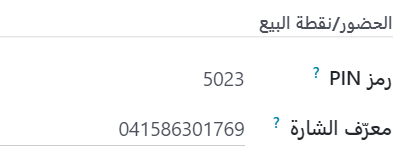 الحضور/نقطة البيع
رمز PIN ? 5023
معرّف الشارة ? 041586301769